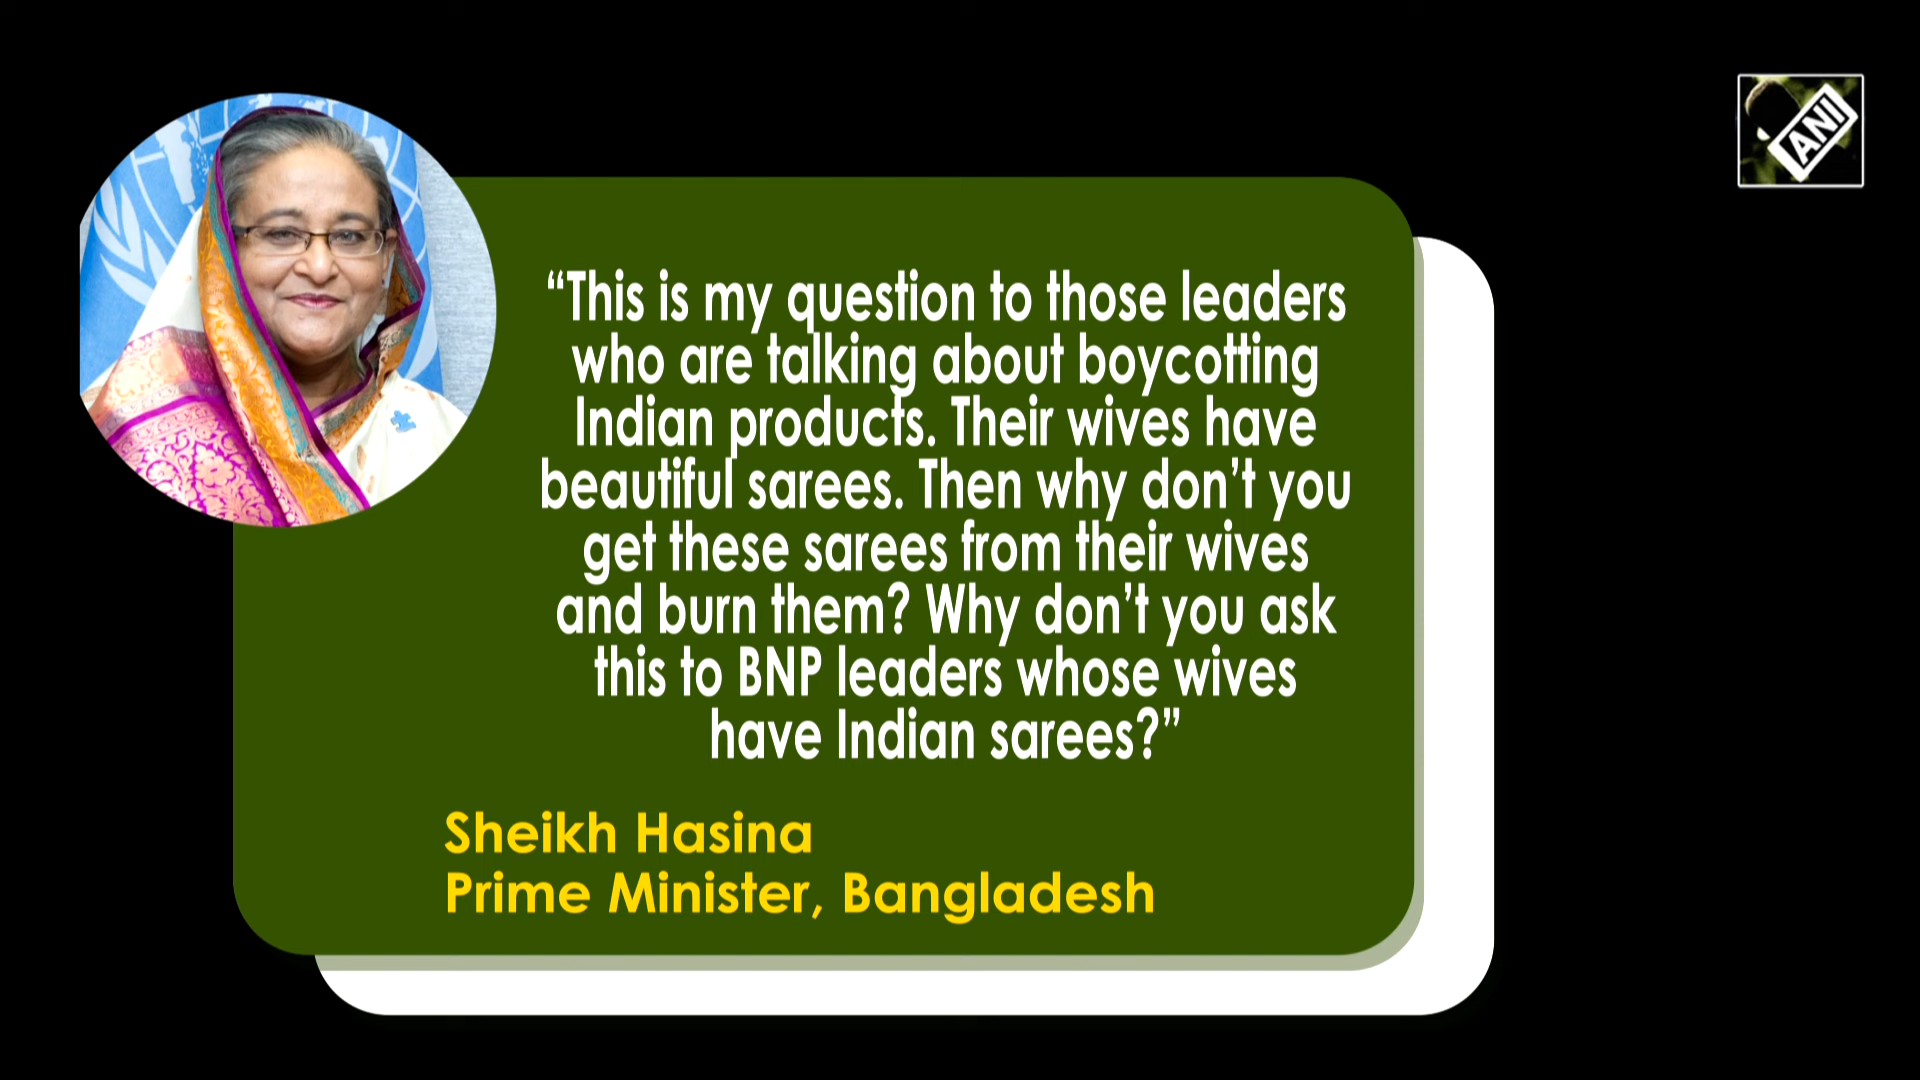 ANI
“This is my question to those leaders
who are talking about boycotting
Indian products. Their wives have
beautiful sarees. Then why don’t you
get these sarees from their wives
and burn them? Why don’t you ask
this to BNP leaders whose wives
have Indian sarees?”
Sheikh Hasina
Prime Minister, Bangladesh